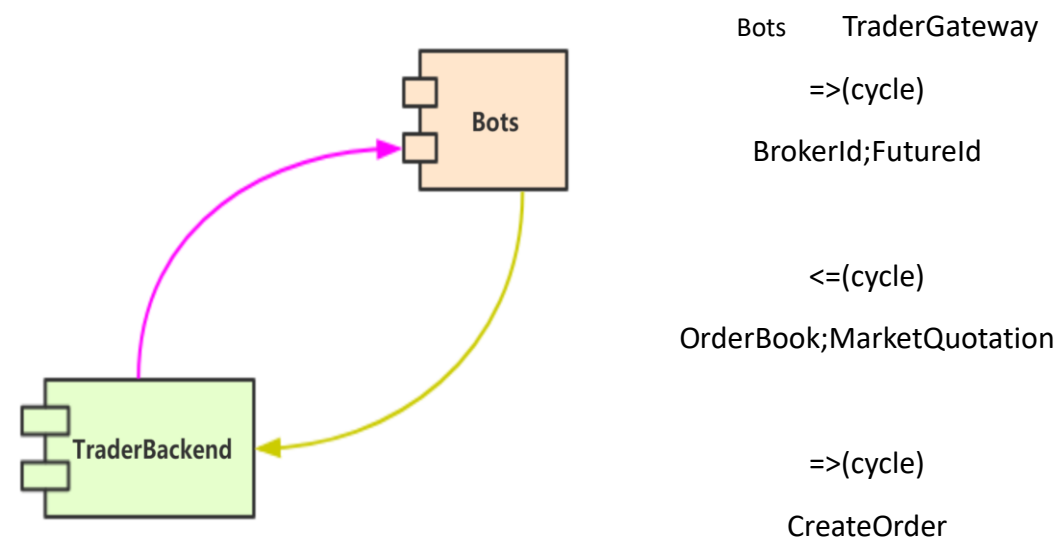 Bots
TraderBackend
Bots TraderGateway
=>(cycle)
BrokerId;FutureId
<=(cycle)
OrderBook;MarketQuotation
=>(cycle)
CreateOrder